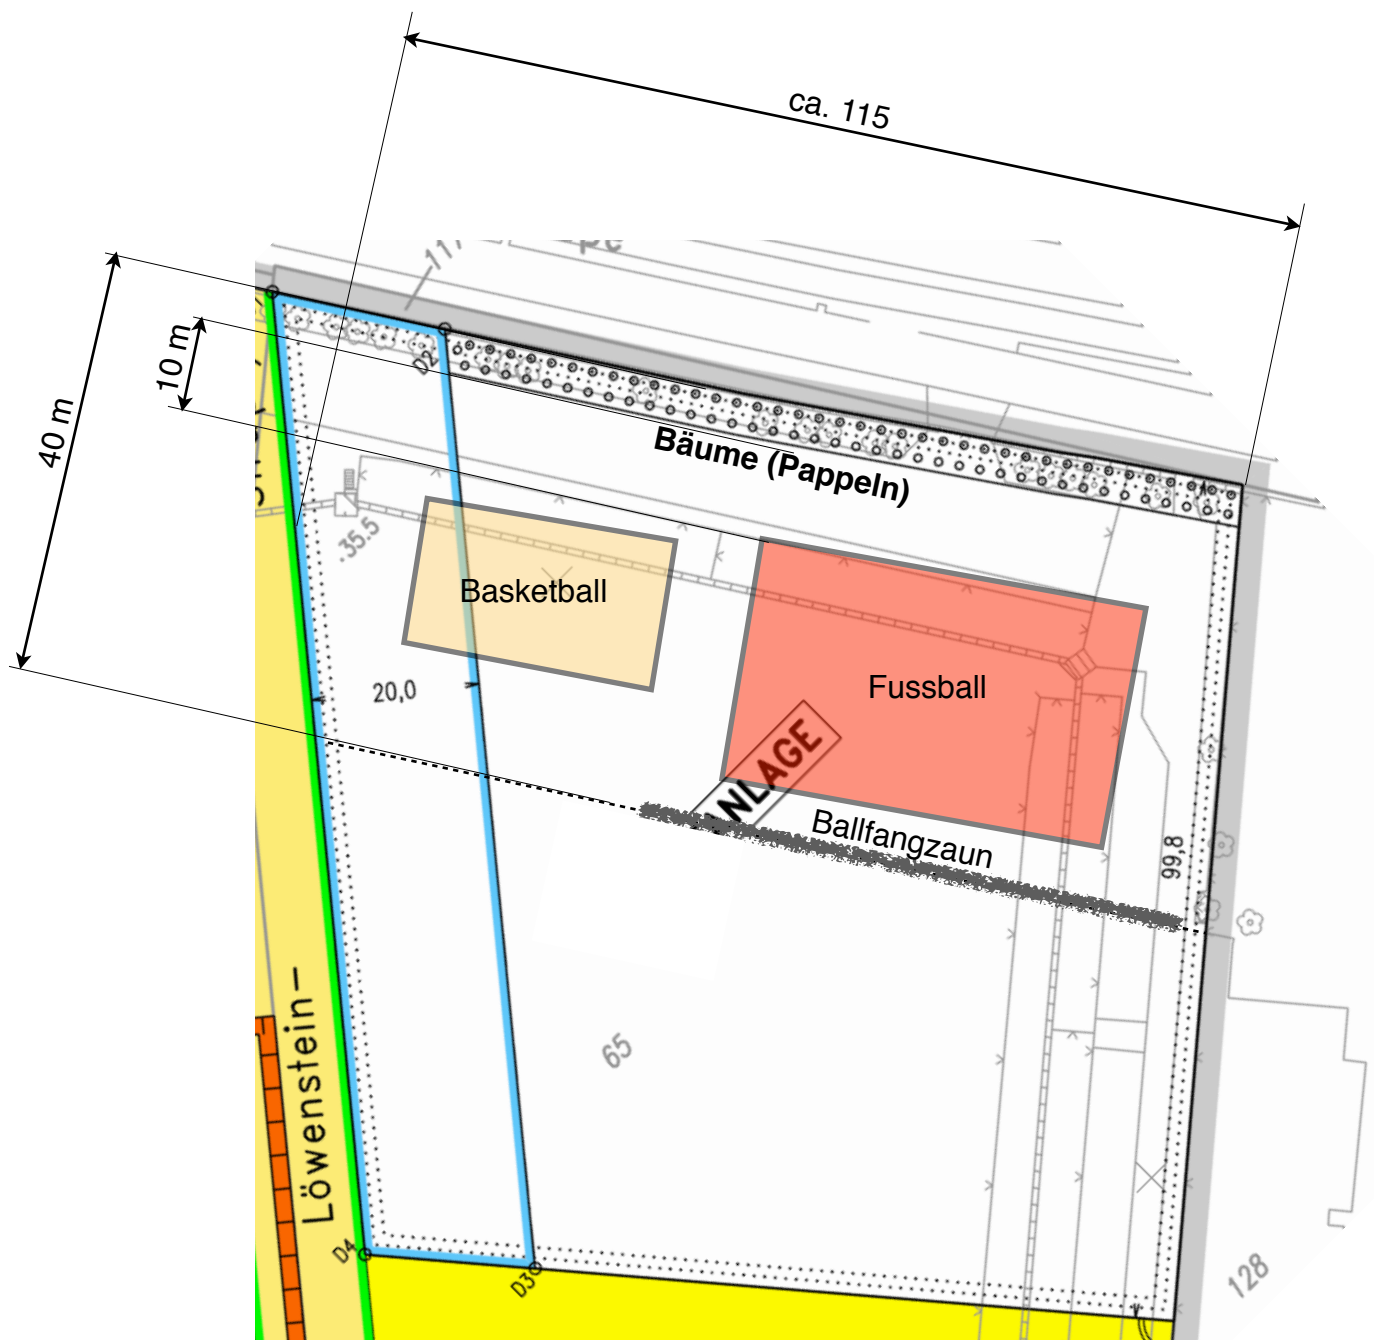 ca. 115
117
10 m
40 m
D2
Bäume (Pappeln)
.35.5
Basketball
Fussball
20,0
NLAGE
Ballfangzaun
99,8
Löwenstein-
65
D4
D3
128